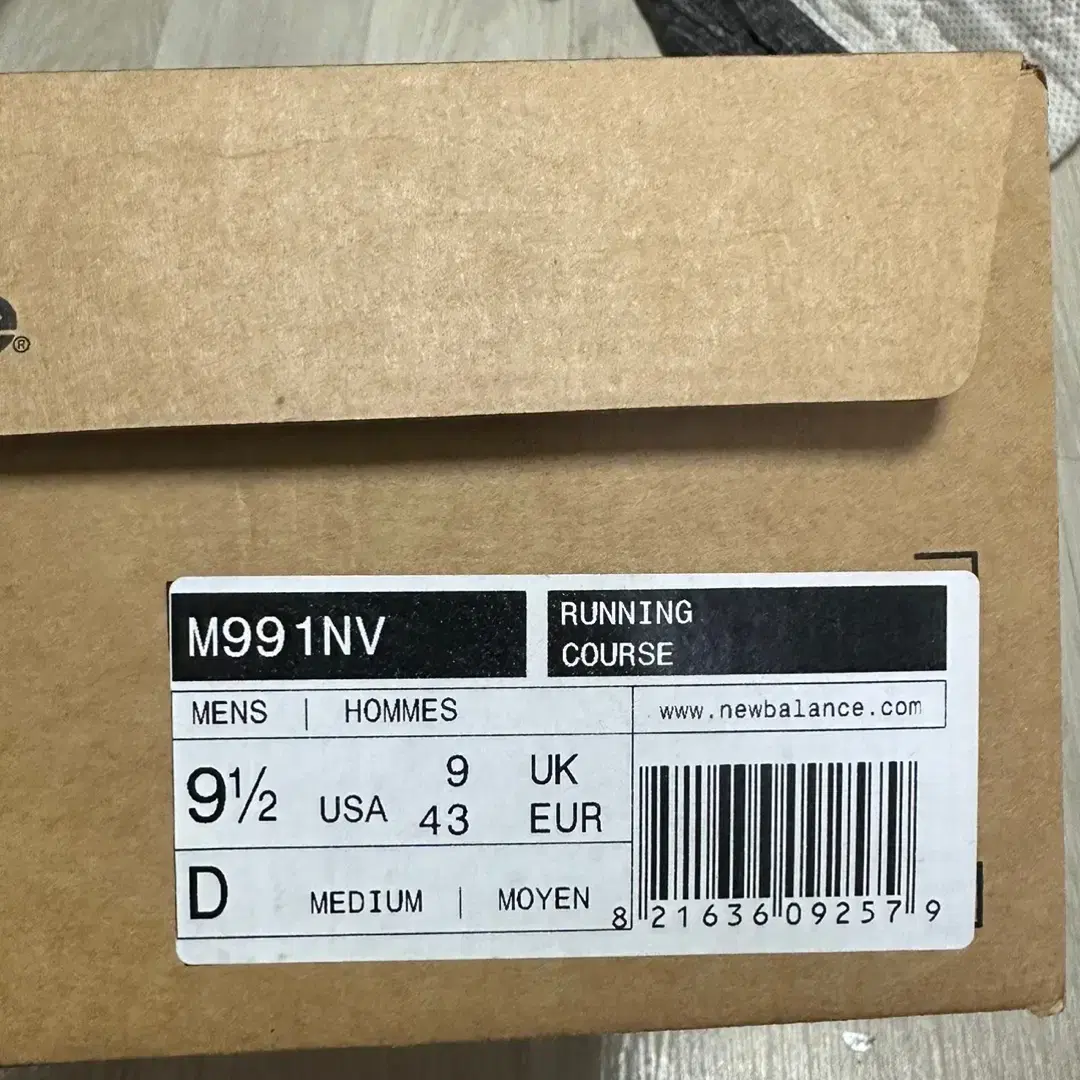 e®
M991NV
RUNNING
COURSE
MENS | HOMMES
www.newbalance.com
9½ USA 9 UK
43 EUR
D MEDIUM | MOYEN
8 21636 09257 9